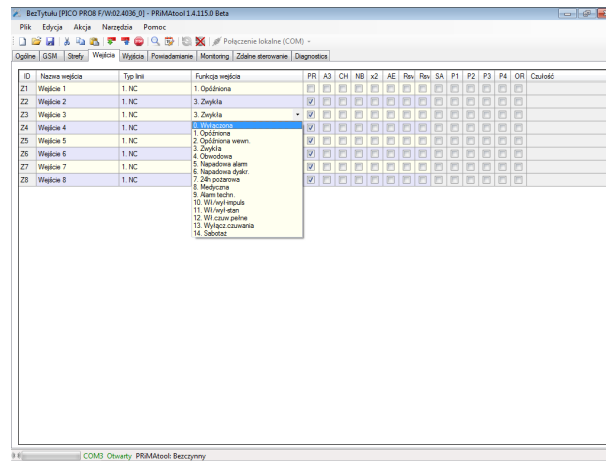 BezTytułu [PICO PRO8 F/W:02.4036_0] - PRiMAtool 1.4.115.0 Beta
Plik Edycja Akcja Narzędzia Pomoc
Połączenie lokalne (COM)
Ogólne GSM Strefy Wejścia Wyjścia Powiadamianie Monitoring Zdalne sterowanie Diagnostics
ID Nazwa wejścia Typ linii Funkcja wejścia PR A3 CH NB x2 AE Rev Rev SA P1 P2 P3 P4 OR Czułość
Z1 Wejście 1 1. NC 1. Opóźniona
Z2 Wejście 2 1. NC 3. Zwykła
Z3 Wejście 3 1. NC 3. Zwykła
Z4 Wejście 4 1. NC
Z5 Wejście 5 1. NC
Z6 Wejście 6 1. NC
Z7 Wejście 7 1. NC
Z8 Wejście 8 1. NC
0. Wyłączona
1. Opóźniona
2. Opóźniona wewn.
3. Zwykła
4. Obwodowa
5. Napadowa alarm
6. Napadowa dyskr.
7. 24h pożarowa
8. Medyczna
9. Alarm techn.
10. Wł/wył-impuls
11. Wł/wył-stan
12. Wł.czuw.pełne
13. Wyłącz.czuwania
14. Sabotaż
COM3 Otwarty PRiMAtool: Bezczynny